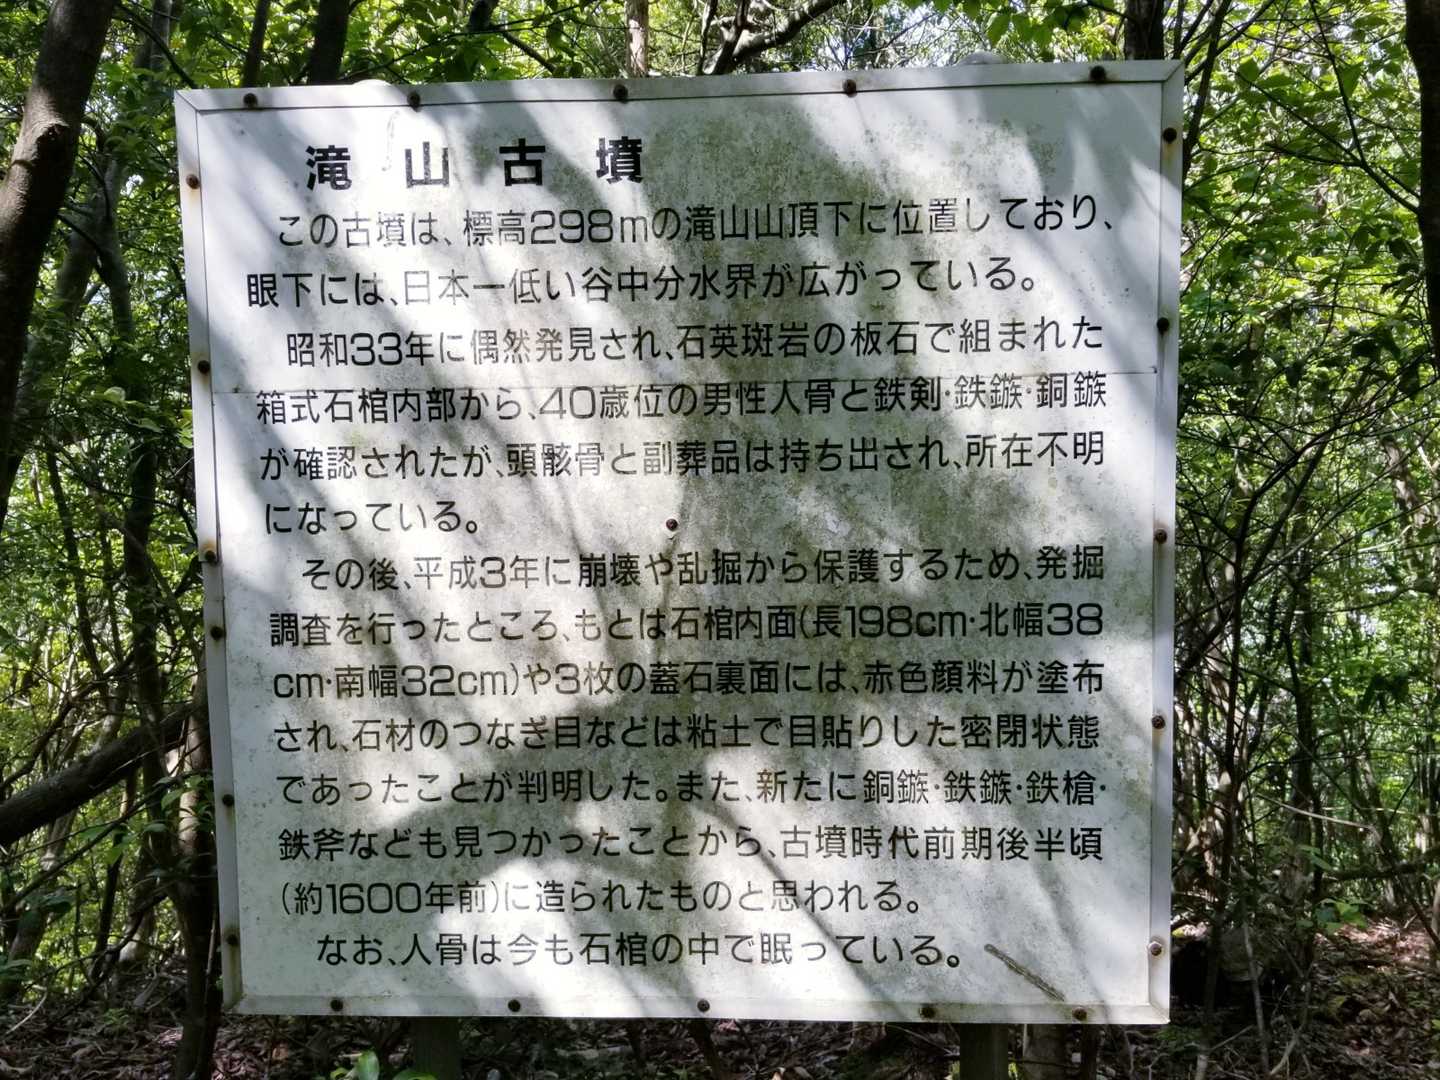 滝山古墳
この古墳は、標高298mの滝山山頂下に位置しており、
眼下には、日本一低い谷中分水界が広がっている。
昭和33年に偶然発見され、石英斑岩の板石で組まれた
箱式石棺内部から、40歳位の男性人骨と鉄剣·鉄鏃·銅鏃
が確認されたが、頭骸骨と副葬品は持ち出され、所在不明
になっている。
その後、平成3年に崩壊や乱掘から保護するため、発掘
調査を行ったところ、もとは石棺内面(長198cm·北幅38
cm·南幅32cm)や3枚の蓋石裏面には、赤色顔料が塗布
され、石材のつなぎ目などは粘土で目貼りした密閉状態
であったことが判明した。また、新たに銅鏃·鉄鏃·鉄槍·
鉄斧なども見つかったことから、古墳時代前期後半頃
(約1600年前)に造られたものと思われる。
なお、人骨は今も石棺の中で眠っている。